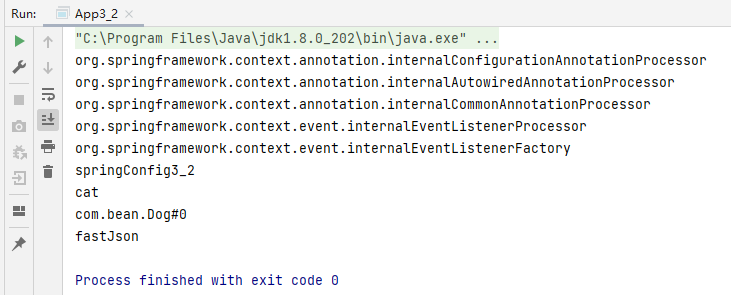 Run: App3_2
"C:\Program Files\Java\jdk1.8.0_202\bin\java.exe" ...
org.springframework.context.annotation.internalConfigurationAnnotationProcessor
org.springframework.context.annotation.internalAutowiredAnnotationProcessor
org.springframework.context.annotation.internalCommonAnnotationProcessor
org.springframework.context.event.internalEventListenerProcessor
org.springframework.context.event.internalEventListenerFactory
springConfig3_2
cat
com.bean.Dog#0
fastJson
Process finished with exit code 0